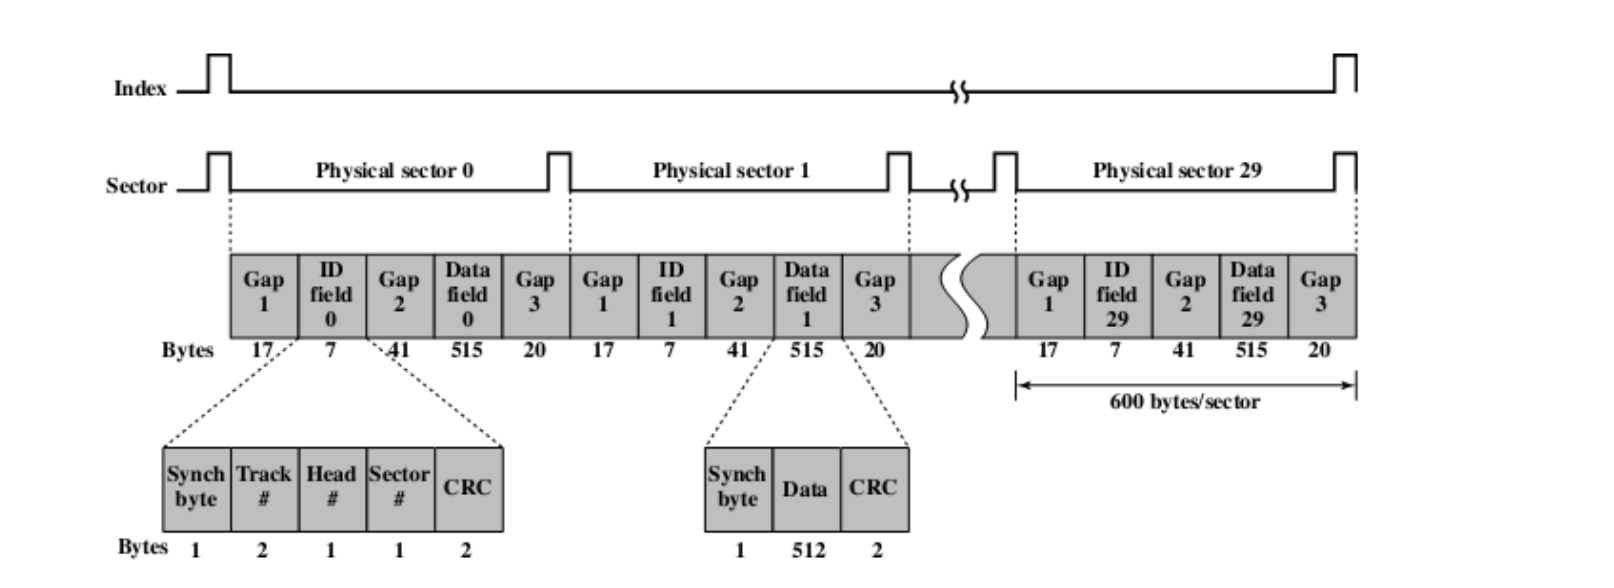 Index
Sector
Physical sector 0
Physical sector 1
Physical sector 29
Gap 1
ID field 0
Gap 2
Data field 0
Gap 3
Gap 1
ID field 1
Gap 2
Data field 1
Gap 3
Gap 1
ID field 29
Gap 2
Data field 29
Gap 3
Bytes 17 7 41 515 20 17 7 41 515 20 17 7 41 515 20
600 bytes/sector
Synch byte
Track #
Head #
Sector #
CRC
Synch byte
Data
CRC
Bytes 1 2 1 1 2 1 512 2